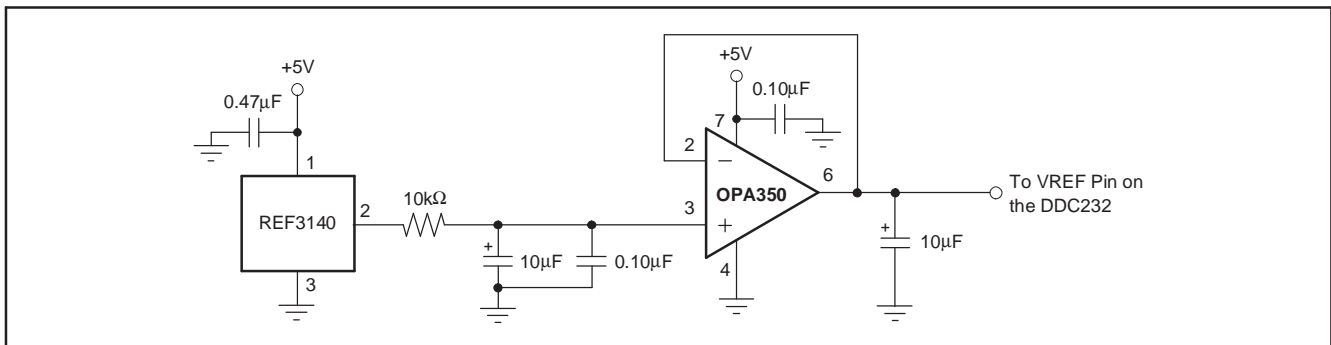 +5V
0.47µF
1
REF3140
2
3
10kΩ
+
10µF
0.10µF
+5V
0.10µF
7
2
−
OPA350
3
+
4
6
+
10µF
To VREF Pin on
the DDC232